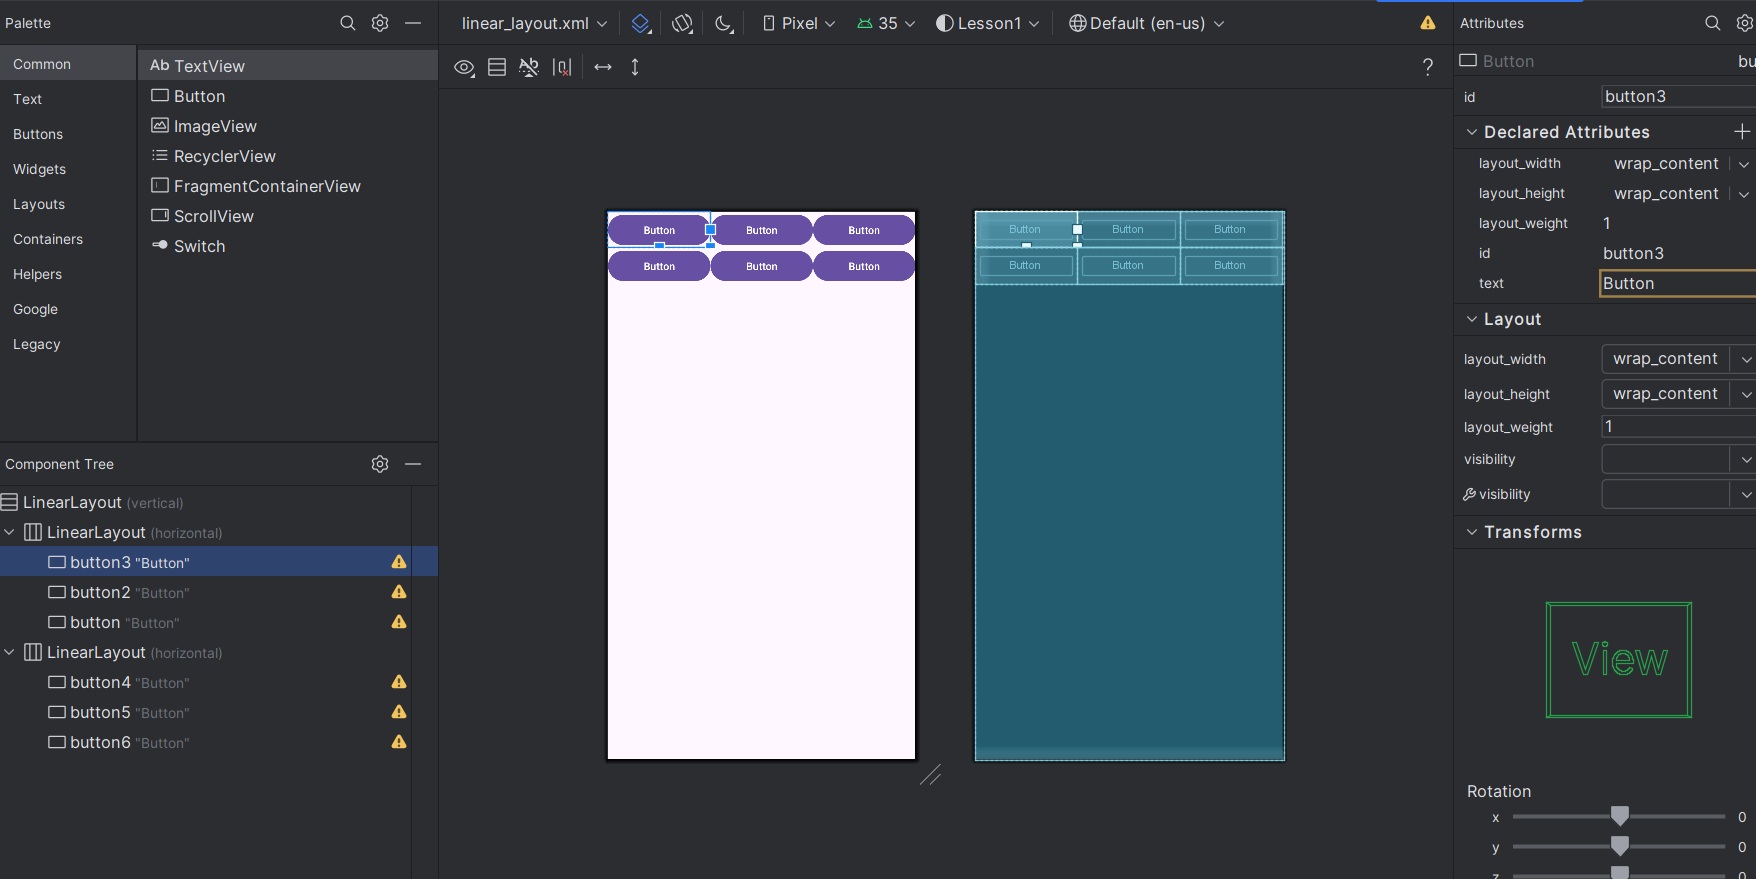 Palette
linear_layout.xml
Pixel
35
Lesson1
Default (en-us)
Attributes
Common
Text
Buttons
Widgets
Layouts
Containers
Helpers
Google
Legacy
Ab TextView
Button
ImageView
RecyclerView
FragmentContainerView
ScrollView
Switch
Ab
?
Button Button Button
Button Button Button
Button Button Button
Button Button Button
Component Tree
LinearLayout (vertical)
LinearLayout (horizontal)
button3 "Button"
button2 "Button"
button "Button"
LinearLayout (horizontal)
button4 "Button"
button5 "Button"
button6 "Button"
Button bu
id button3
Declared Attributes
layout_width wrap_content
layout_height wrap_content
layout_weight 1
id button3
text Button
Layout
layout_width wrap_content
layout_height wrap_content
layout_weight 1
visibility
visibility
Transforms
View
Rotation
x 0
y 0
z 0